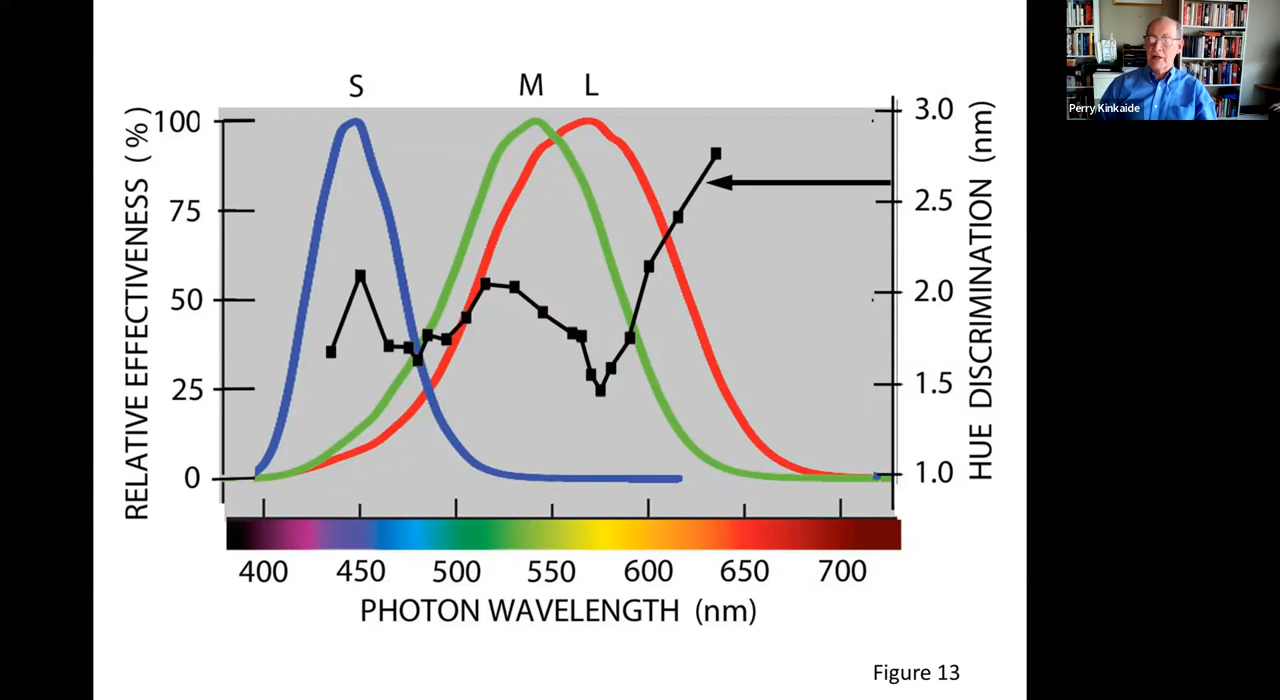 S M L
RELATIVE EFFECTIVENESS (%)
100
75
50
25
0
3.0
2.5
2.0
1.5
1.0
HUE DISCRIMINATION (nm)
400 450 500 550 600 650 700
PHOTON WAVELENGTH (nm)
Figure 13
Perry Kinkaide